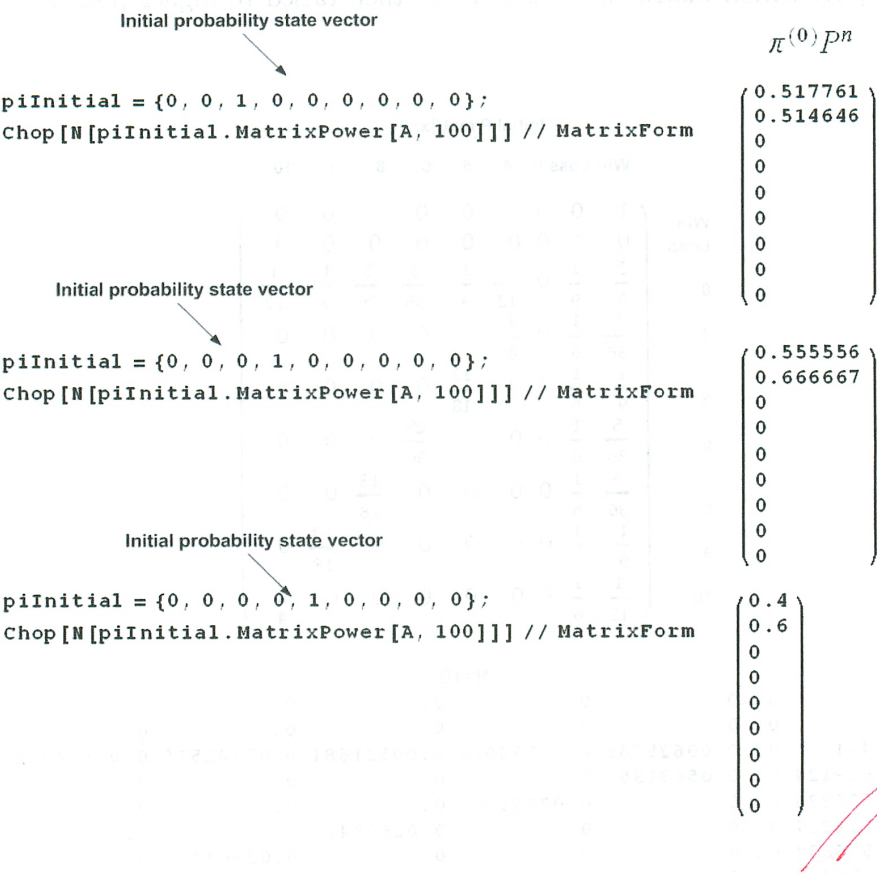 Initial probability state vector
π(0)Pn
piInitial = {0, 0, 1, 0, 0, 0, 0, 0, 0};
Chop[N[piInitial.MatrixPower[A, 100]]] // MatrixForm
0.517761
0.514646
0
0
0
0
0
0
0
Initial probability state vector
piInitial = {0, 0, 0, 1, 0, 0, 0, 0, 0};
Chop[N[piInitial.MatrixPower[A, 100]]] // MatrixForm
0.555556
0.666667
0
0
0
0
0
0
0
Initial probability state vector
piInitial = {0, 0, 0, 0, 1, 0, 0, 0, 0};
Chop[N[piInitial.MatrixPower[A, 100]]] // MatrixForm
0.4
0.6
0
0
0
0
0
0
0